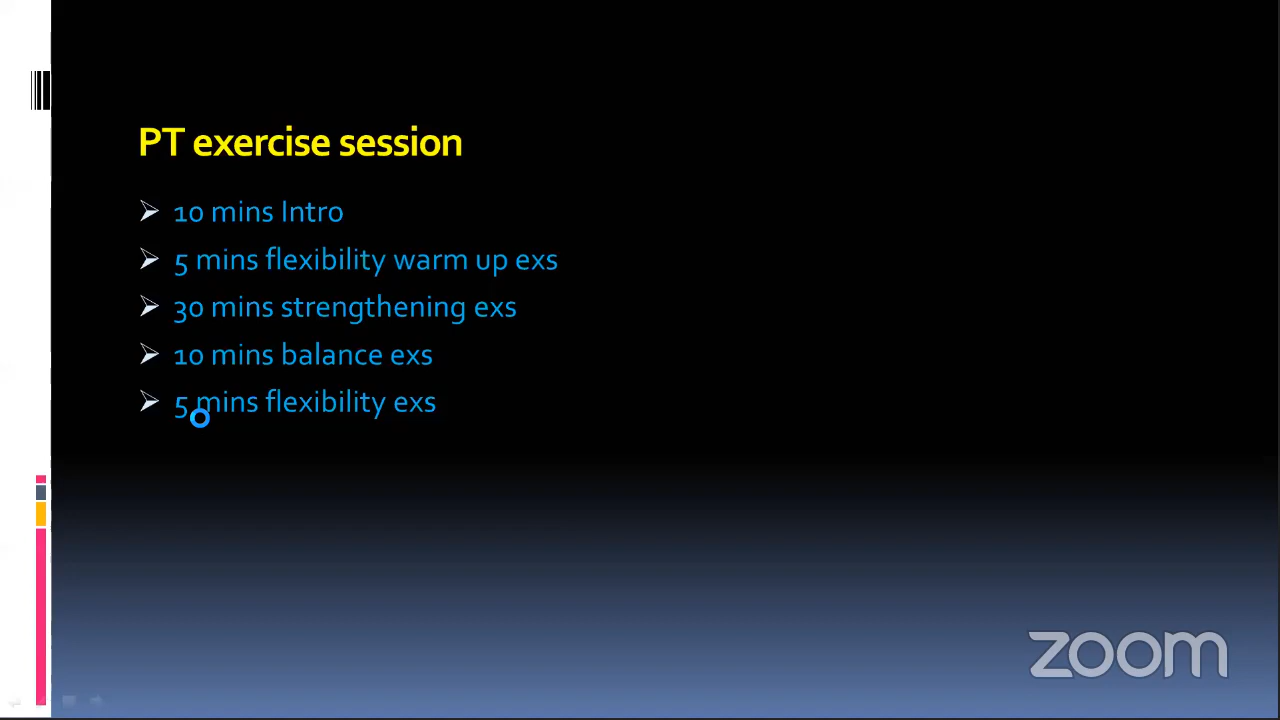 PT exercise session
10 mins Intro
5 mins flexibility warm up exs
30 mins strengthening exs
10 mins balance exs
5 mins flexibility exs
zoom